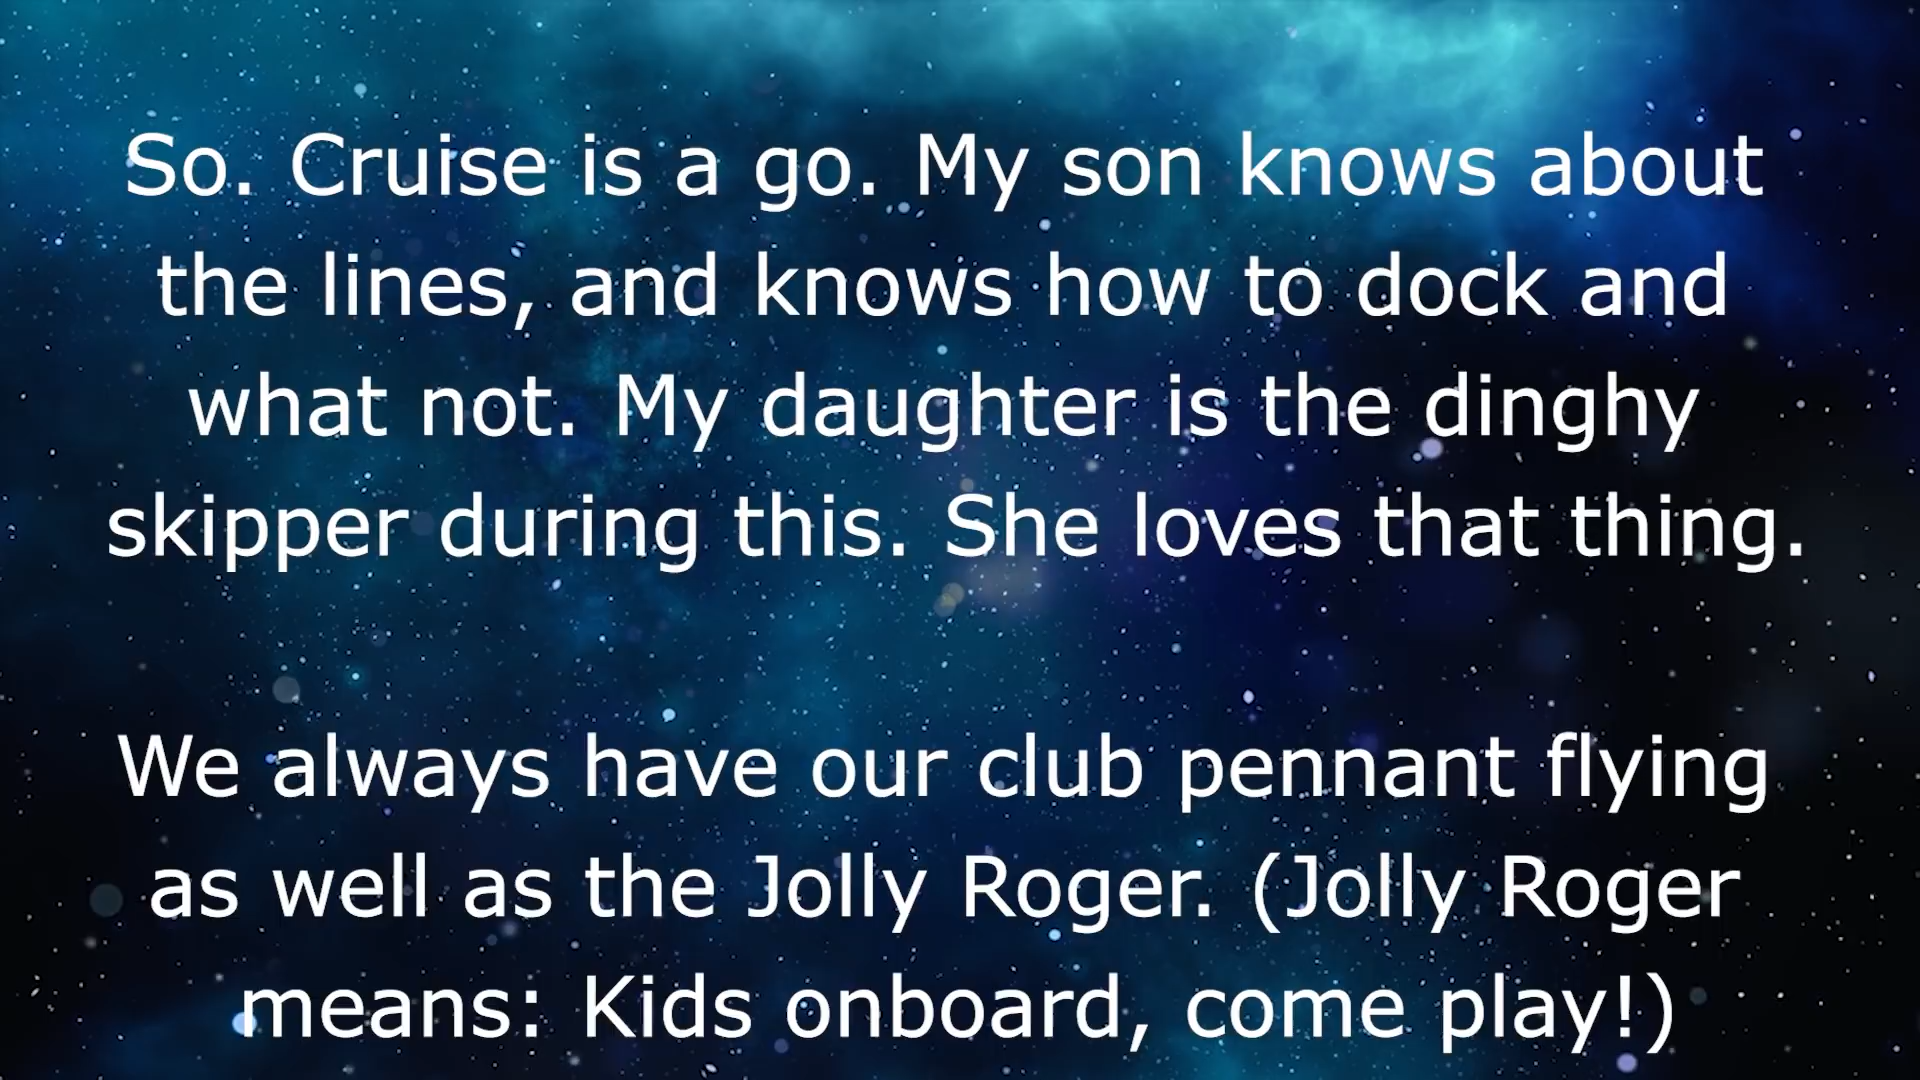 So. Cruise is a go. My son knows about
the lines, and knows how to dock and
what not. My daughter is the dinghy
skipper during this. She loves that thing.
We always have our club pennant flying
as well as the Jolly Roger. (Jolly Roger
means: Kids onboard, come play!)